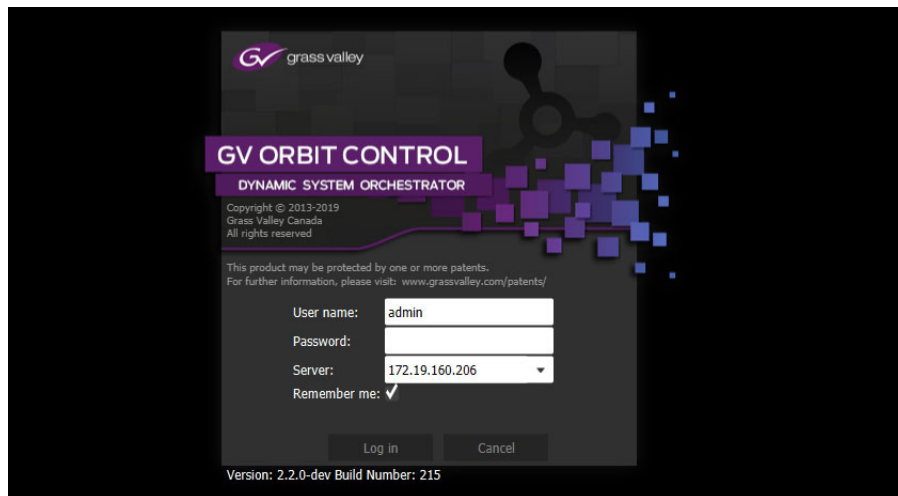 GV grass valley
GV ORBIT CONTROL
DYNAMIC SYSTEM ORCHESTRATOR
Copyright © 2013-2019
Grass Valley Canada
All rights reserved
This product may be protected by one or more patents.
For further information, please visit: www.grassvalley.com/patents/
User name: admin
Password:
Server: 172.19.160.206
Remember me:
Log in Cancel
Version: 2.2.0-dev Build Number: 215